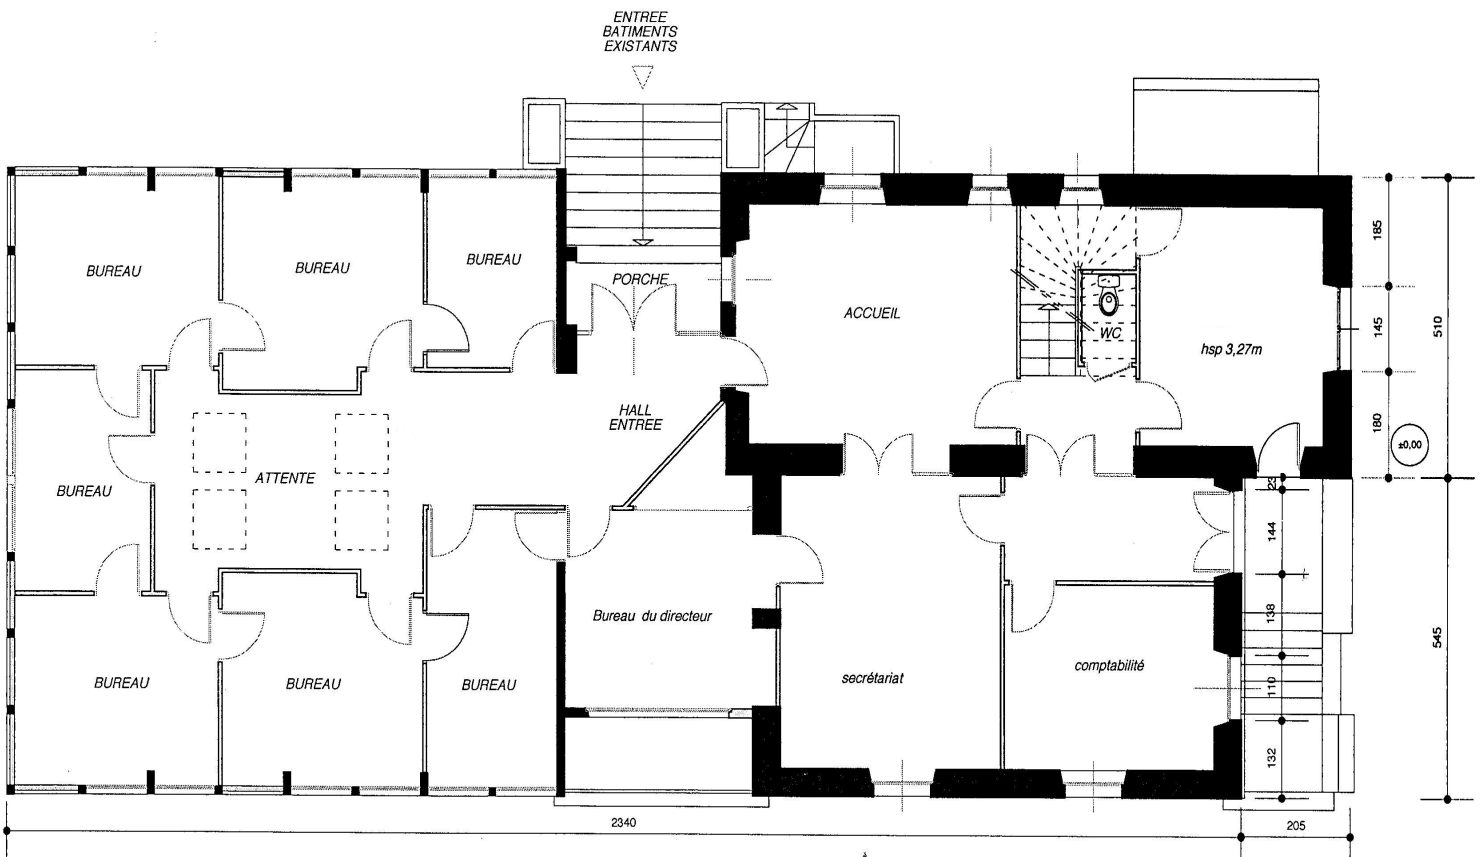 ENTREE
BATIMENTS
EXISTANTS
BUREAU
BUREAU
BUREAU
PORCHE
ACCUEIL
WC
hsp 3,27m
185
145
510
180
±0,00
HALL
ENTREE
ATTENTE
BUREAU
23
144
138
545
110
132
Bureau du directeur
secrétariat
comptabilité
BUREAU
BUREAU
BUREAU
2340
205